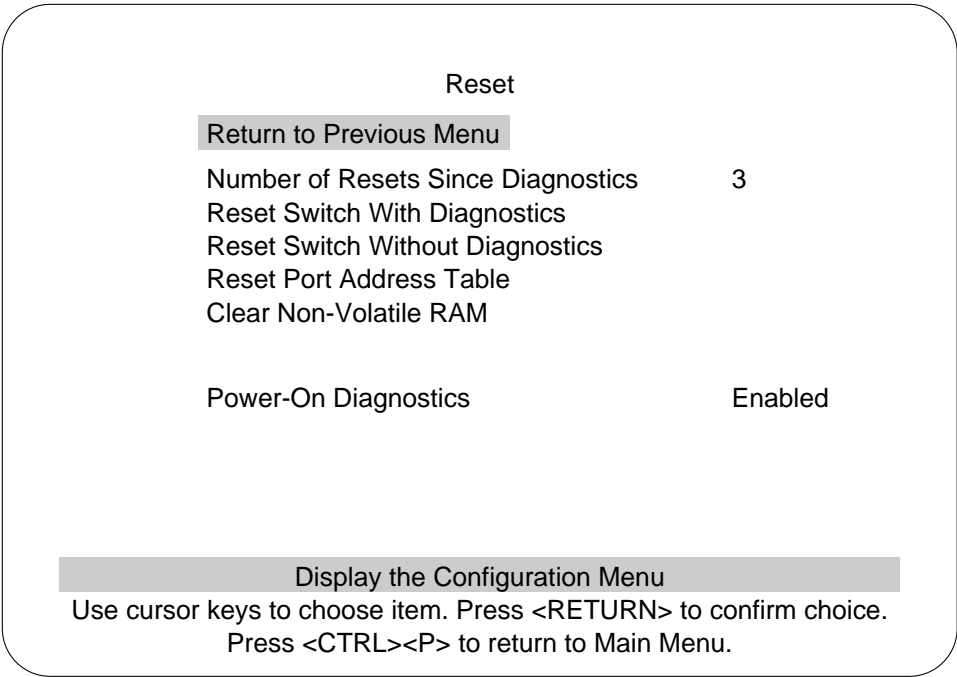 Reset
Return to Previous Menu
Number of Resets Since Diagnostics 3
Reset Switch With Diagnostics
Reset Switch Without Diagnostics
Reset Port Address Table
Clear Non-Volatile RAM
Power-On Diagnostics Enabled
Display the Configuration Menu
Use cursor keys to choose item. Press <RETURN> to confirm choice.
Press <CTRL><P> to return to Main Menu.